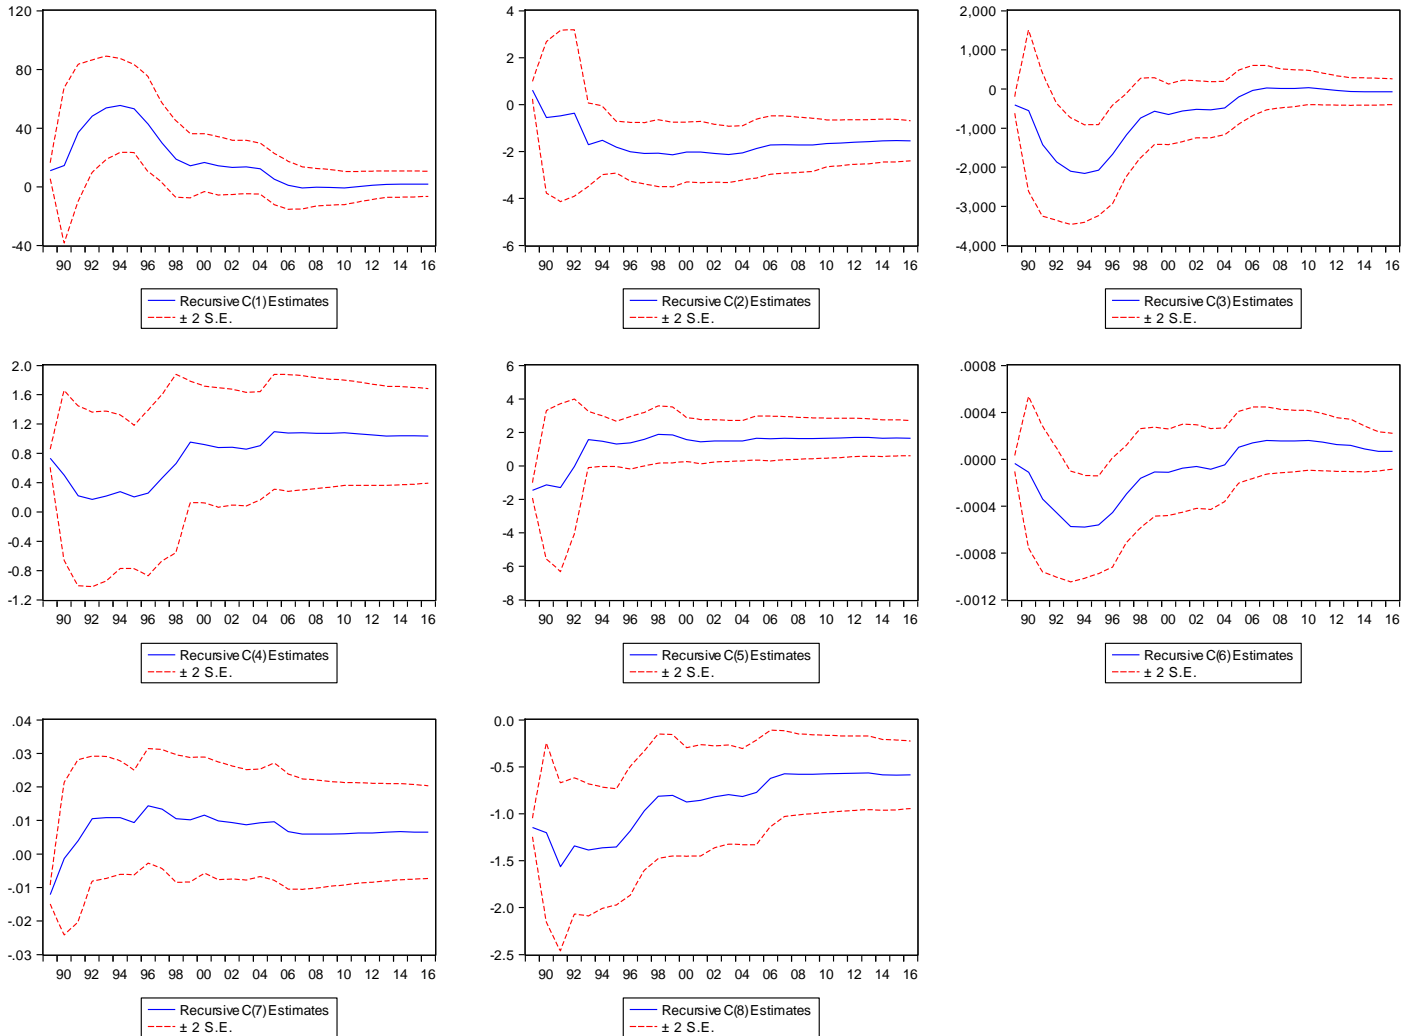 120
80
40
0
-40
90 92 94 96 98 00 02 04 06 08 10 12 14 16
Recursive C(1) Estimates
± 2 S.E.
4
2
0
-2
-4
-6
90 92 94 96 98 00 02 04 06 08 10 12 14 16
Recursive C(2) Estimates
± 2 S.E.
2,000
1,000
0
-1,000
-2,000
-3,000
-4,000
90 92 94 96 98 00 02 04 06 08 10 12 14 16
Recursive C(3) Estimates
± 2 S.E.
2.0
1.6
1.2
0.8
0.4
0.0
-0.4
-0.8
-1.2
90 92 94 96 98 00 02 04 06 08 10 12 14 16
Recursive C(4) Estimates
± 2 S.E.
6
4
2
0
-2
-4
-6
-8
90 92 94 96 98 00 02 04 06 08 10 12 14 16
Recursive C(5) Estimates
± 2 S.E.
.0008
.0004
.0000
-.0004
-.0008
-.0012
90 92 94 96 98 00 02 04 06 08 10 12 14 16
Recursive C(6) Estimates
± 2 S.E.
.04
.03
.02
.01
.00
-.01
-.02
-.03
90 92 94 96 98 00 02 04 06 08 10 12 14 16
Recursive C(7) Estimates
± 2 S.E.
0.0
-0.5
-1.0
-1.5
-2.0
-2.5
90 92 94 96 98 00 02 04 06 08 10 12 14 16
Recursive C(8) Estimates
± 2 S.E.